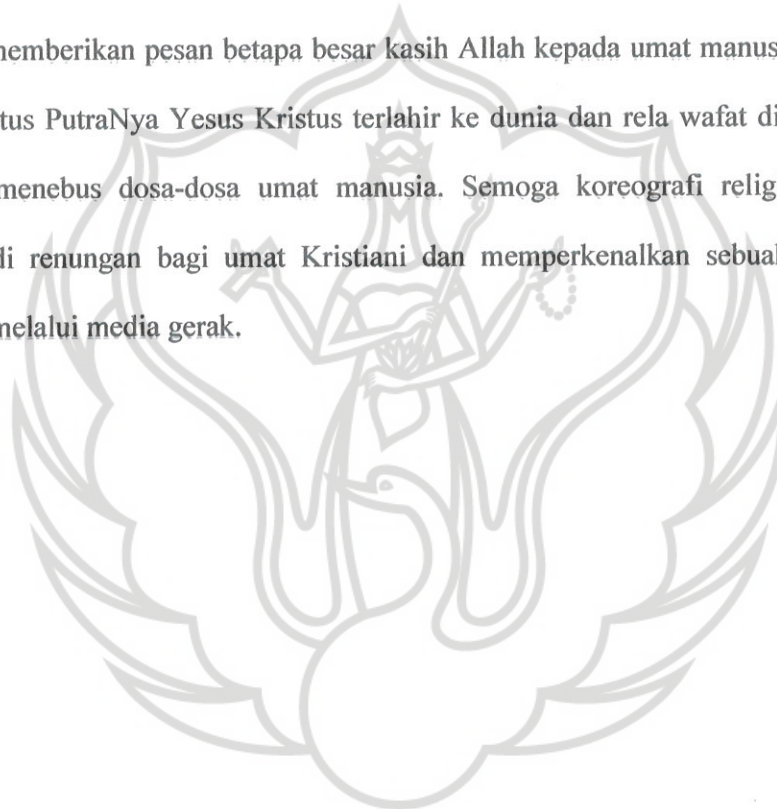 memberikan pesan betapa besar kasih Allah kepada umat manus
tus PutraNya Yesus Kristus terlahir ke dunia dan rela wafat di
menebus dosa-dosa umat manusia. Semoga koreografi relig
di renungan bagi umat Kristiani dan memperkenalkan sebual
melalui media gerak.